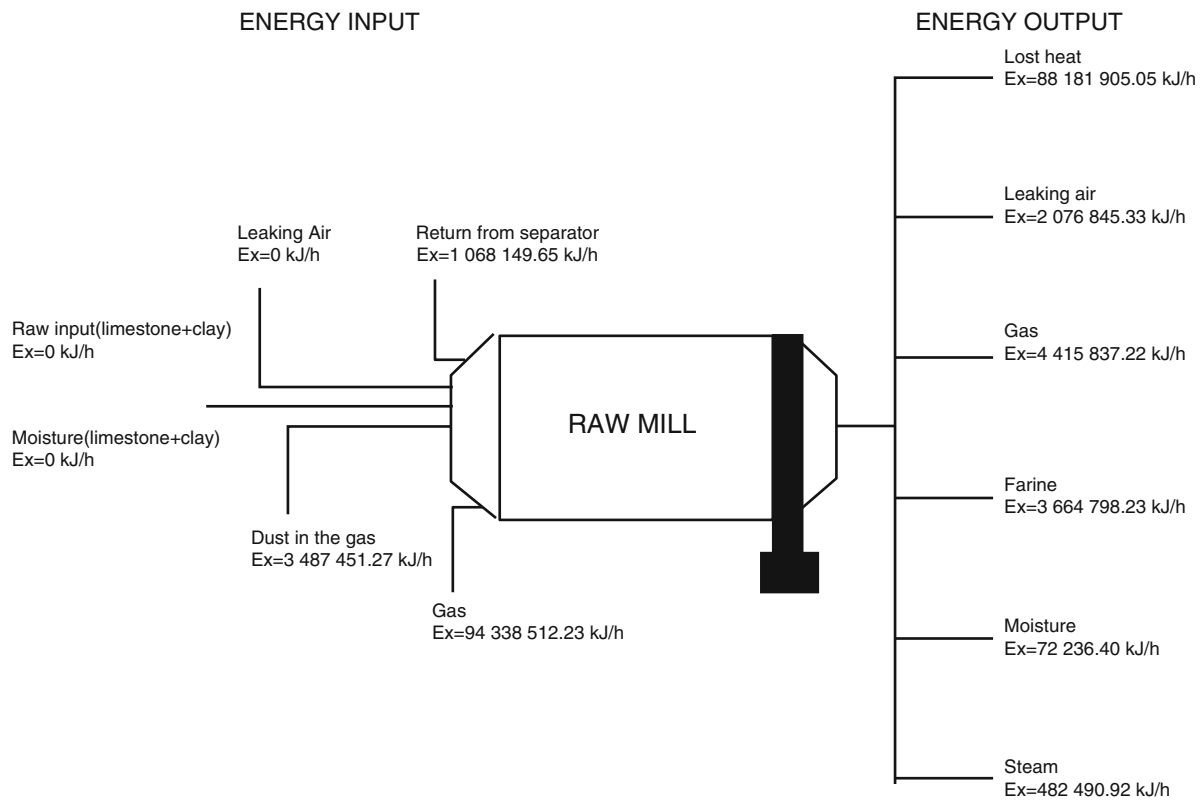 ENERGY INPUT
ENERGY OUTPUT
Lost heat
Ex=88 181 905.05 kJ/h
Leaking air
Ex=2 076 845.33 kJ/h
Leaking Air
Ex=0 kJ/h
Return from separator
Ex=1 068 149.65 kJ/h
Raw input(limestone+clay)
Ex=0 kJ/h
Gas
Ex=4 415 837.22 kJ/h
RAW MILL
Moisture(limestone+clay)
Ex=0 kJ/h
Farine
Ex=3 664 798.23 kJ/h
Dust in the gas
Ex=3 487 451.27 kJ/h
Gas
Ex=94 338 512.23 kJ/h
Moisture
Ex=72 236.40 kJ/h
Steam
Ex=482 490.92 kJ/h